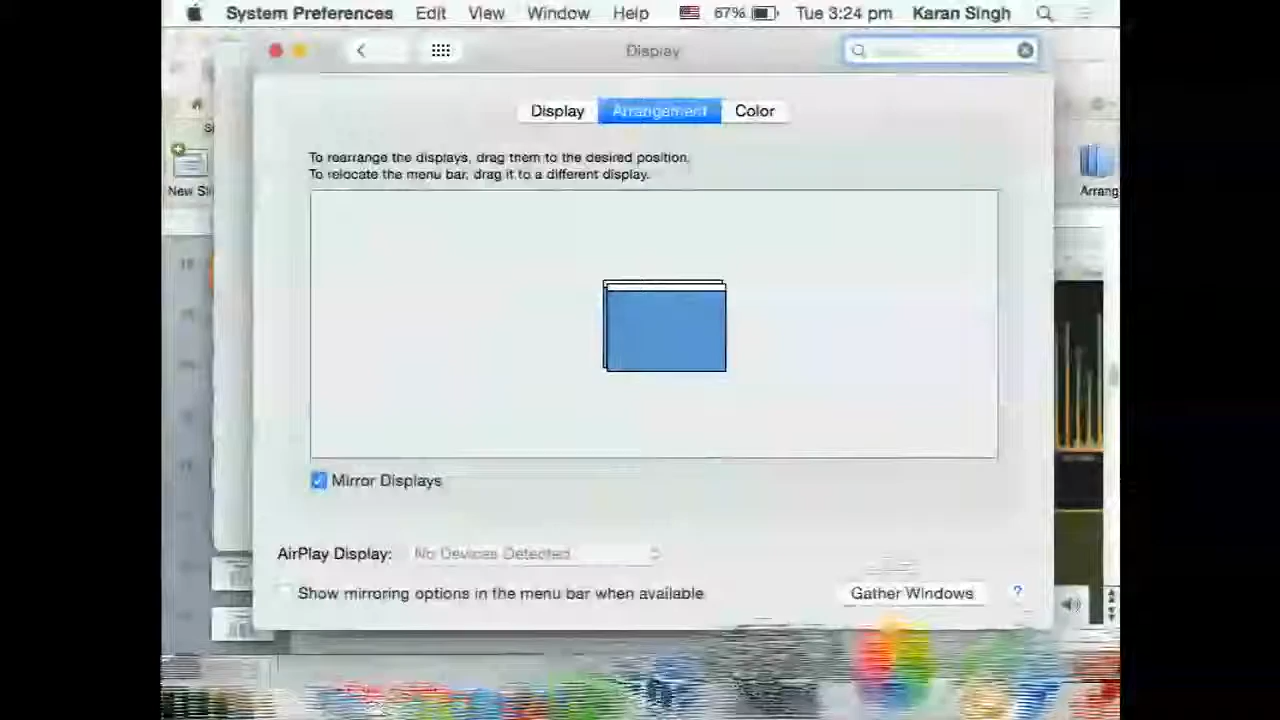 System Preferences Edit View Window Help 67% Tue 3:24 pm Karan Singh
Display
Display Arrangement Color
To rearrange the displays, drag them to the desired position.
To relocate the menu bar, drag it to a different display.
New Sli
Arrang
Mirror Displays
AirPlay Display: No Devices Detected
Show mirroring options in the menu bar when available
Gather Windows ?